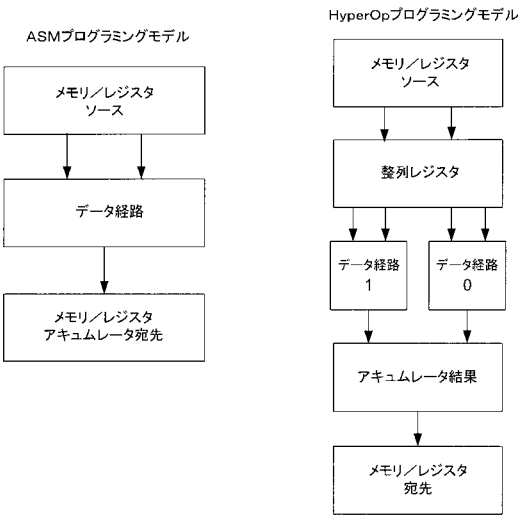 ASMプログラミングモデル
メモリ／レジスタ
ソース
データ経路
メモリ／レジスタ
アキュムレータ宛先
HyperOpプログラミングモデル
メモリ／レジスタ
ソース
整列レジスタ
データ経路
1
データ経路
0
アキュムレータ結果
メモリ／レジスタ
宛先